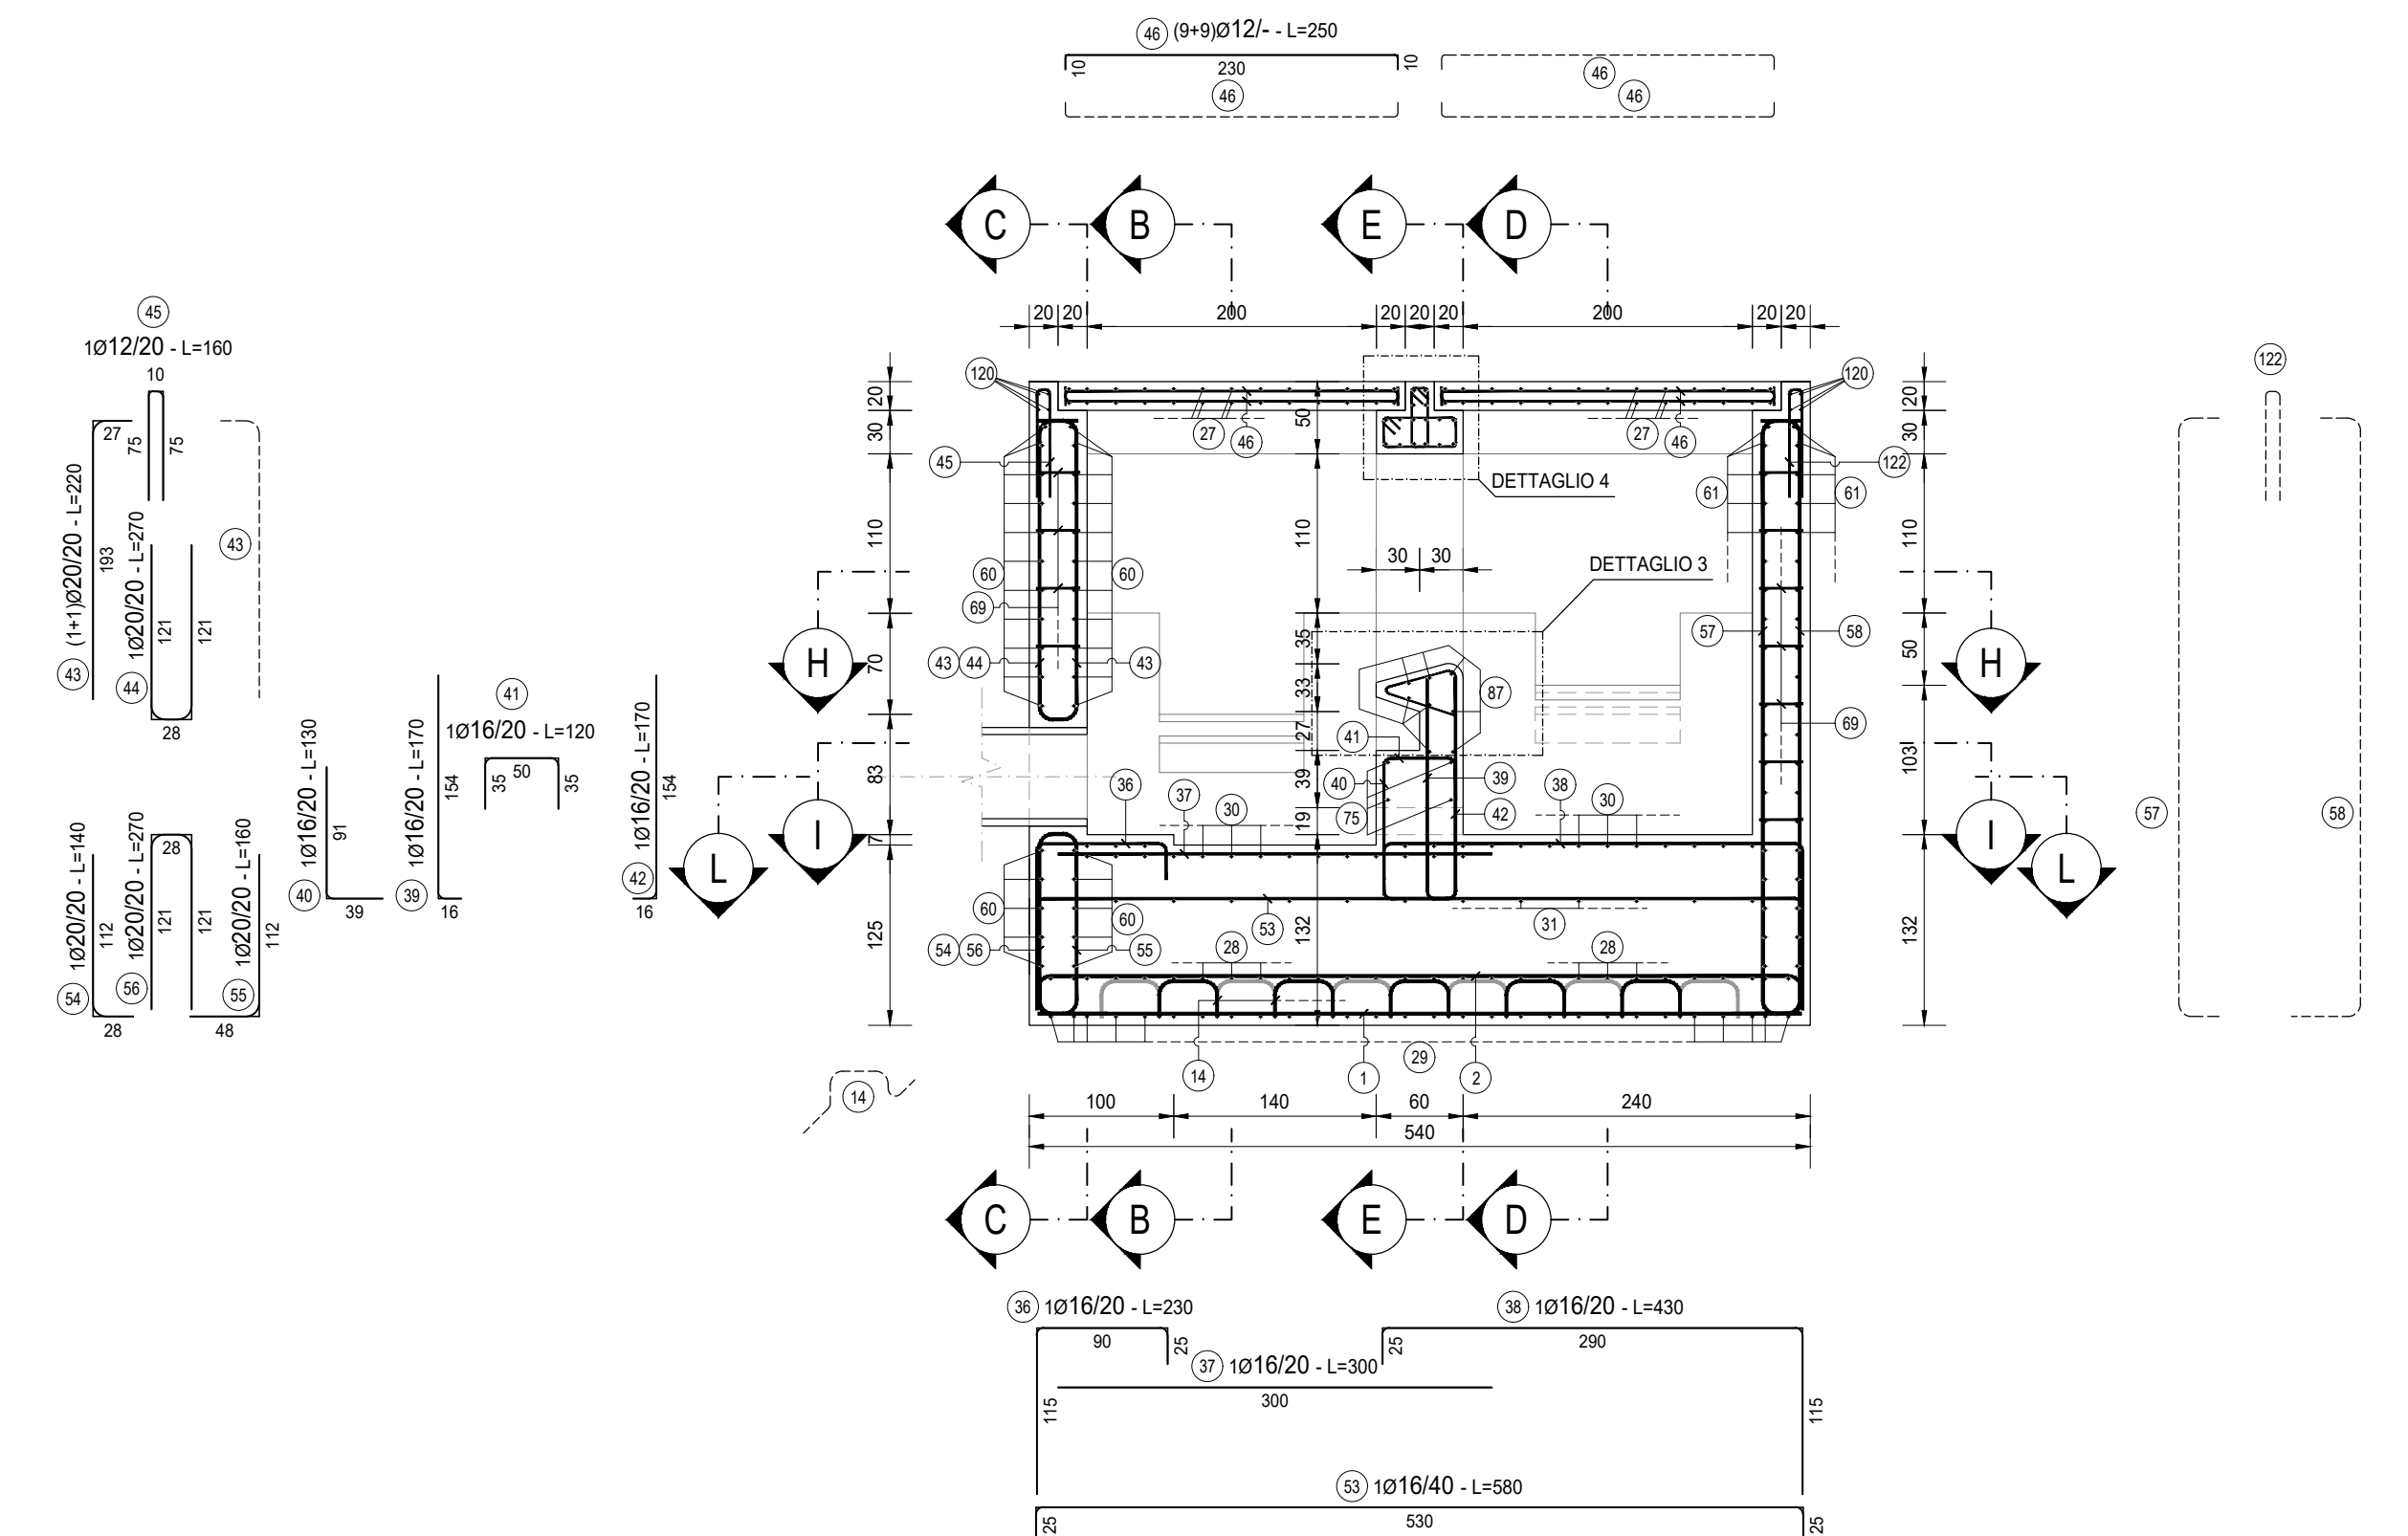 46 (9+9)Ø12/- - L=250
10 230 10
46
46
46
C B E D
45
1Ø12/20 - L=160
10
27 75 75
43 (1+1)Ø20/20 - L=220
193
44 1Ø20/20 - L=270
121 121
28
43
20 20 200 20 20 20 200 20 20
122
120 120
20 30 110 70 83 7 125
50 110 35 33 27 39 19 132
20 30 110 50 103 132
27 46 27 46
45 122
DETTAGLIO 4
61 61
30 30
DETTAGLIO 3
60 60
69
57 58
H H
43 44 43
87
69
41
40 39
36 37 30 38 30
75 42
57 58
I I
L L
60 60
53 31
54 56 55
28 28
29
14 1 2
14
40 1Ø16/20 - L=130
91
39
39 1Ø16/20 - L=170
154
16
41
1Ø16/20 - L=120
35 50 35
42 1Ø16/20 - L=170
154
16
54 1Ø20/20 - L=140
112
28
56 1Ø20/20 - L=270
28
121 121
55 1Ø20/20 - L=160
112
48
100 140 60 240
540
C B E D
36 1Ø16/20 - L=230
90 25
115
38 1Ø16/20 - L=430
25 290
115
37 1Ø16/20 - L=300
300
53 1Ø16/40 - L=580
25 530 25